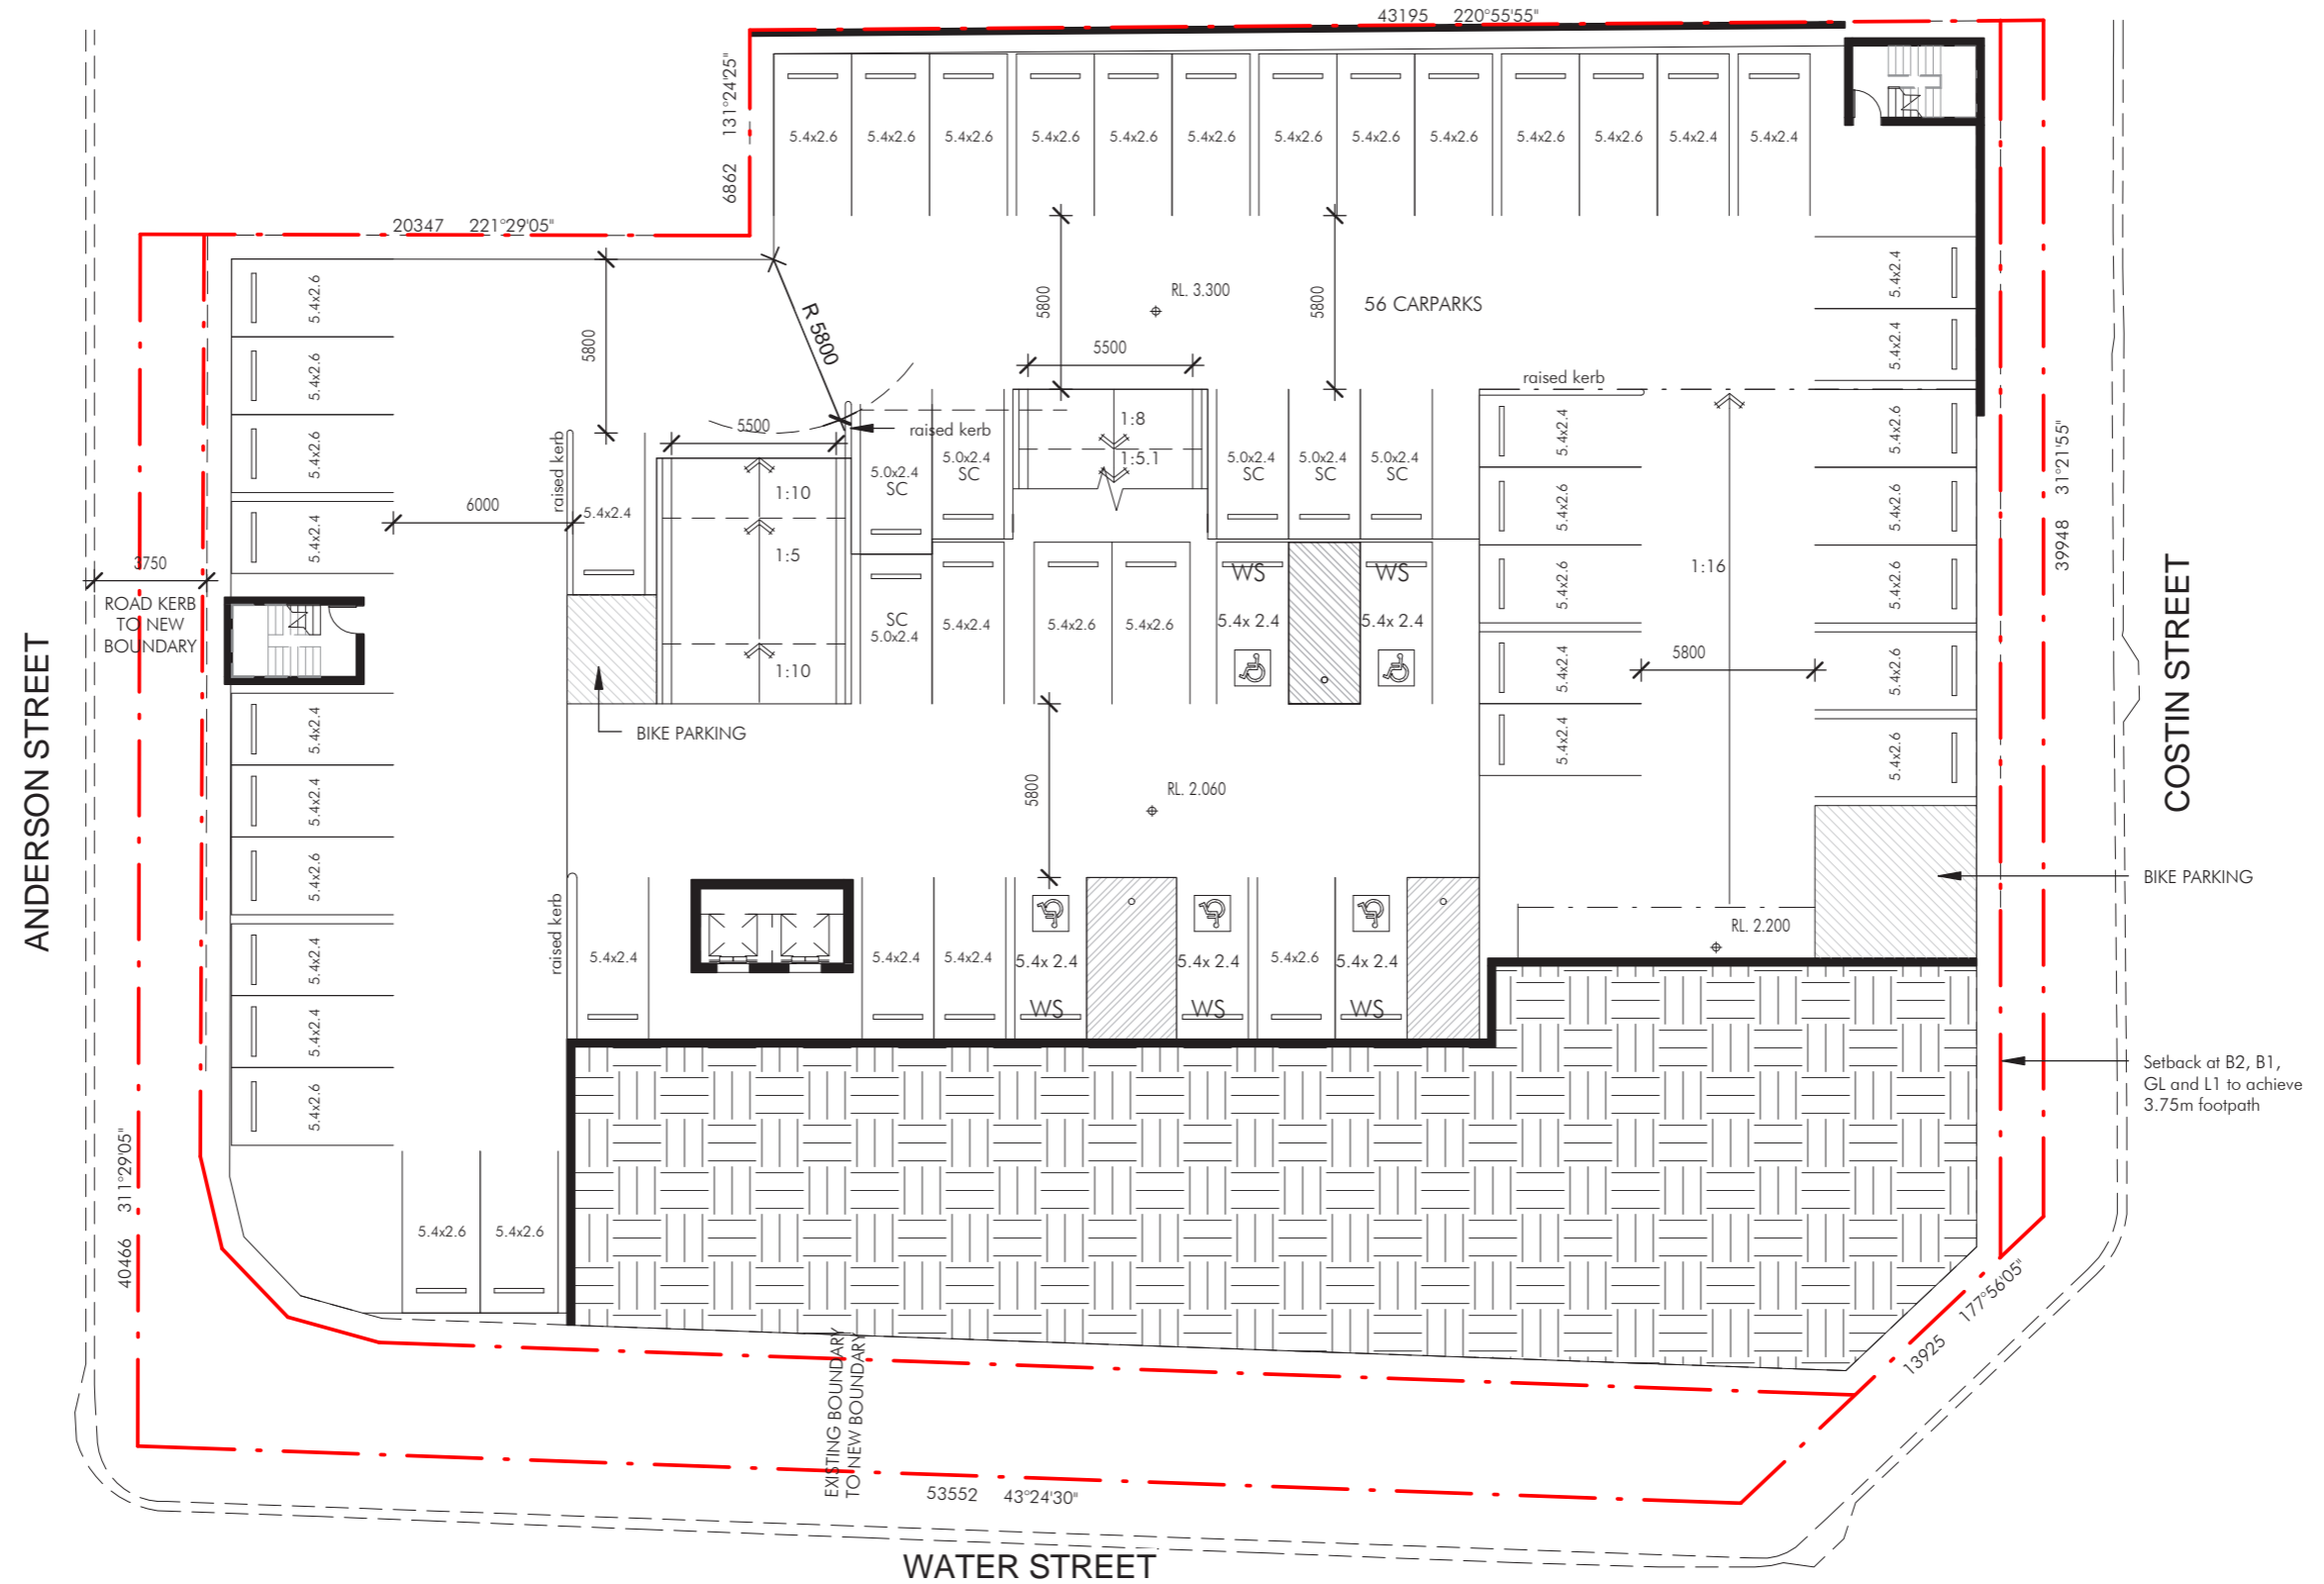 43195 220°55'55"
6862 131°24'25"
5.4x2.6
5.4x2.6
5.4x2.6
5.4x2.6
5.4x2.6
5.4x2.6
5.4x2.6
5.4x2.6
5.4x2.6
5.4x2.6
5.4x2.6
5.4x2.4
5.4x2.4
20347 221°29'05"
5.4x2.6
5.4x2.6
5.4x2.6
5.4x2.4
5800
R 5800
5800
RL. 3.300
5800
56 CARPARKS
5.4x2.4
5.4x2.4
5500
raised kerb
5500
raised kerb
raised kerb
1:8
1:5.1
5.0x2.4
SC
5.0x2.4
SC
5.0x2.4
SC
5.0x2.4
SC
5.0x2.4
SC
5.4x2.4
5.4x2.6
5.4x2.6
5.4x2.4
5.4x2.4
5.4x2.6
5.4x2.6
5.4x2.6
5.4x2.6
5.4x2.6
1:16
5800
39948 31°21'55"
6000
5.4x2.4
1:10
1:5
1:10
3750
ROAD KERB
TO NEW
BOUNDARY
SC
5.0x2.4
5.4x2.4
5.4x2.6
5.4x2.6
WS
5.4x 2.4
WS
5.4x 2.4
ANDERSON STREET
COSTIN STREET
BIKE PARKING
5.4x2.4
5.4x2.4
5.4x2.6
5.4x2.4
5.4x2.4
5.4x2.6
5800
RL. 2.060
BIKE PARKING
RL. 2.200
raised kerb
5.4x2.4
5.4x2.4
5.4x2.4
5.4x 2.4
WS
5.4x 2.4
WS
5.4x2.6
5.4x 2.4
WS
Setback at B2, B1,
GL and L1 to achieve
3.75m footpath
40466 311°29'05"
5.4x2.6
5.4x2.6
13925 177°56'05"
EXISTING BOUNDARY
TO NEW BOUNDARY
53552 43°24'30"
WATER STREET